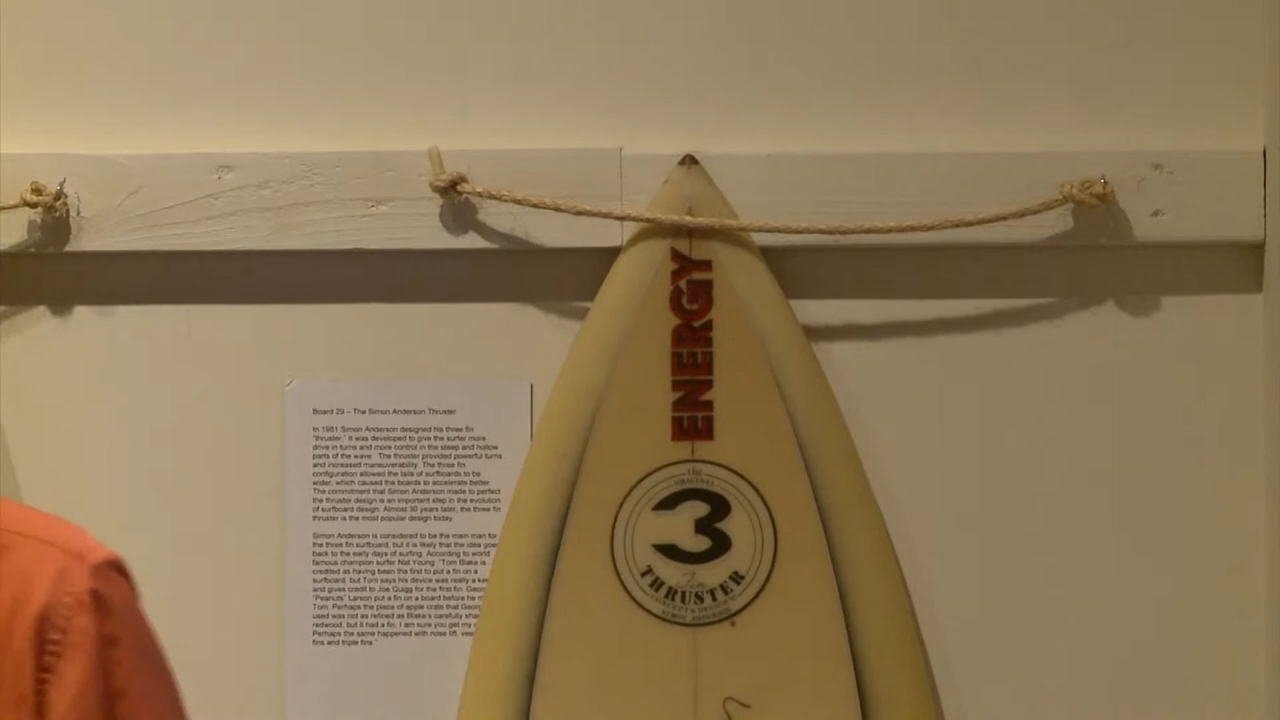 Board 29 – The Simon Anderson Thruster
In 1981 Simon Anderson designed his three fin
"thruster." It was developed to give the surfer more
drive in turns and more control in the steep and hollow
parts of the wave. The thruster provided powerful turns
and increased maneuverability. The three fin
configuration allowed the tails of surfboards to be
wider, which caused the boards to accelerate better.
The commitment that Simon Anderson made to perfect
the thruster design is an important step in the evolution
of surfboard design. Almost 30 years later, the three fin
thruster is the most popular design today
Simon Anderson is considered to be the main man for
the three fin surfboard, but it is likely that the idea goe
back to the early days of surfing. According to world
famous champion surfer Nat Young: "Tom Blake is
credited as having been the first to put a fin on a
surfboard, but Tom says his device was really a kee
and gives credit to Joe Quigg for the first fin. Georg
"Peanuts" Larson put a fin on a board before he m
Tom. Perhaps the piece of apple crate that Geor
used was not as refined as Blake's carefully sha
redwood, but it had a fin. I am sure you get my
Perhaps the same happened with nose lift, vee
fins and triple fins."
ENERGY
the
ORIGINAL
3
Fin
THRUSTER
CONCEPT & DESIGN
SIMON ANDERSON